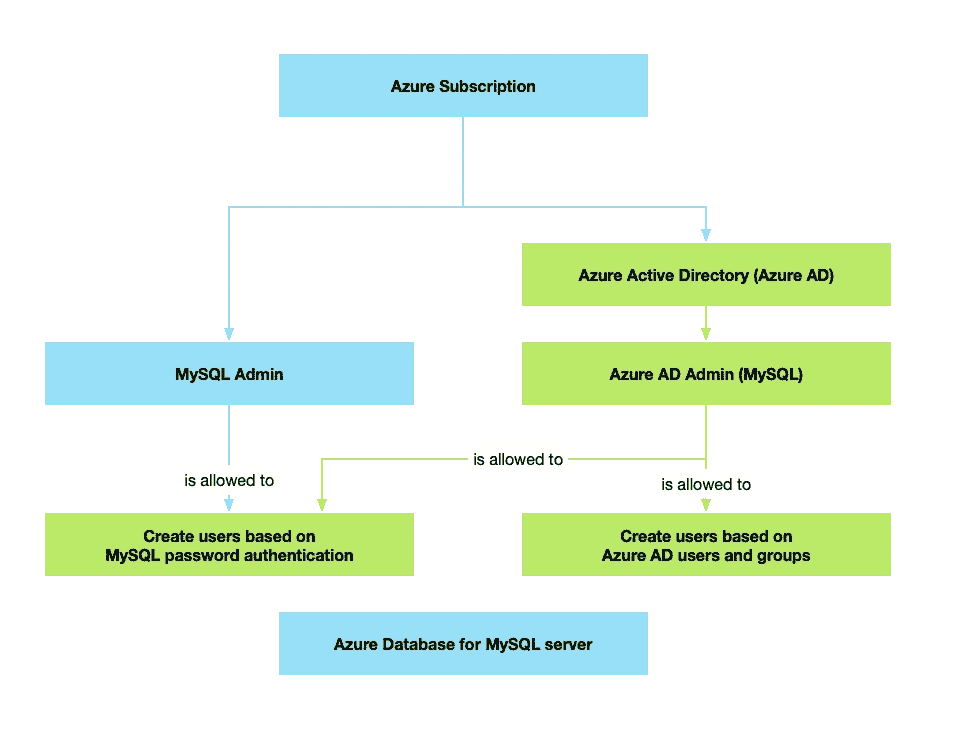 Azure Subscription
Azure Active Directory (Azure AD)
MySQL Admin
Azure AD Admin (MySQL)
is allowed to
is allowed to
is allowed to
Create users based on
MySQL password authentication
Create users based on
Azure AD users and groups
Azure Database for MySQL server